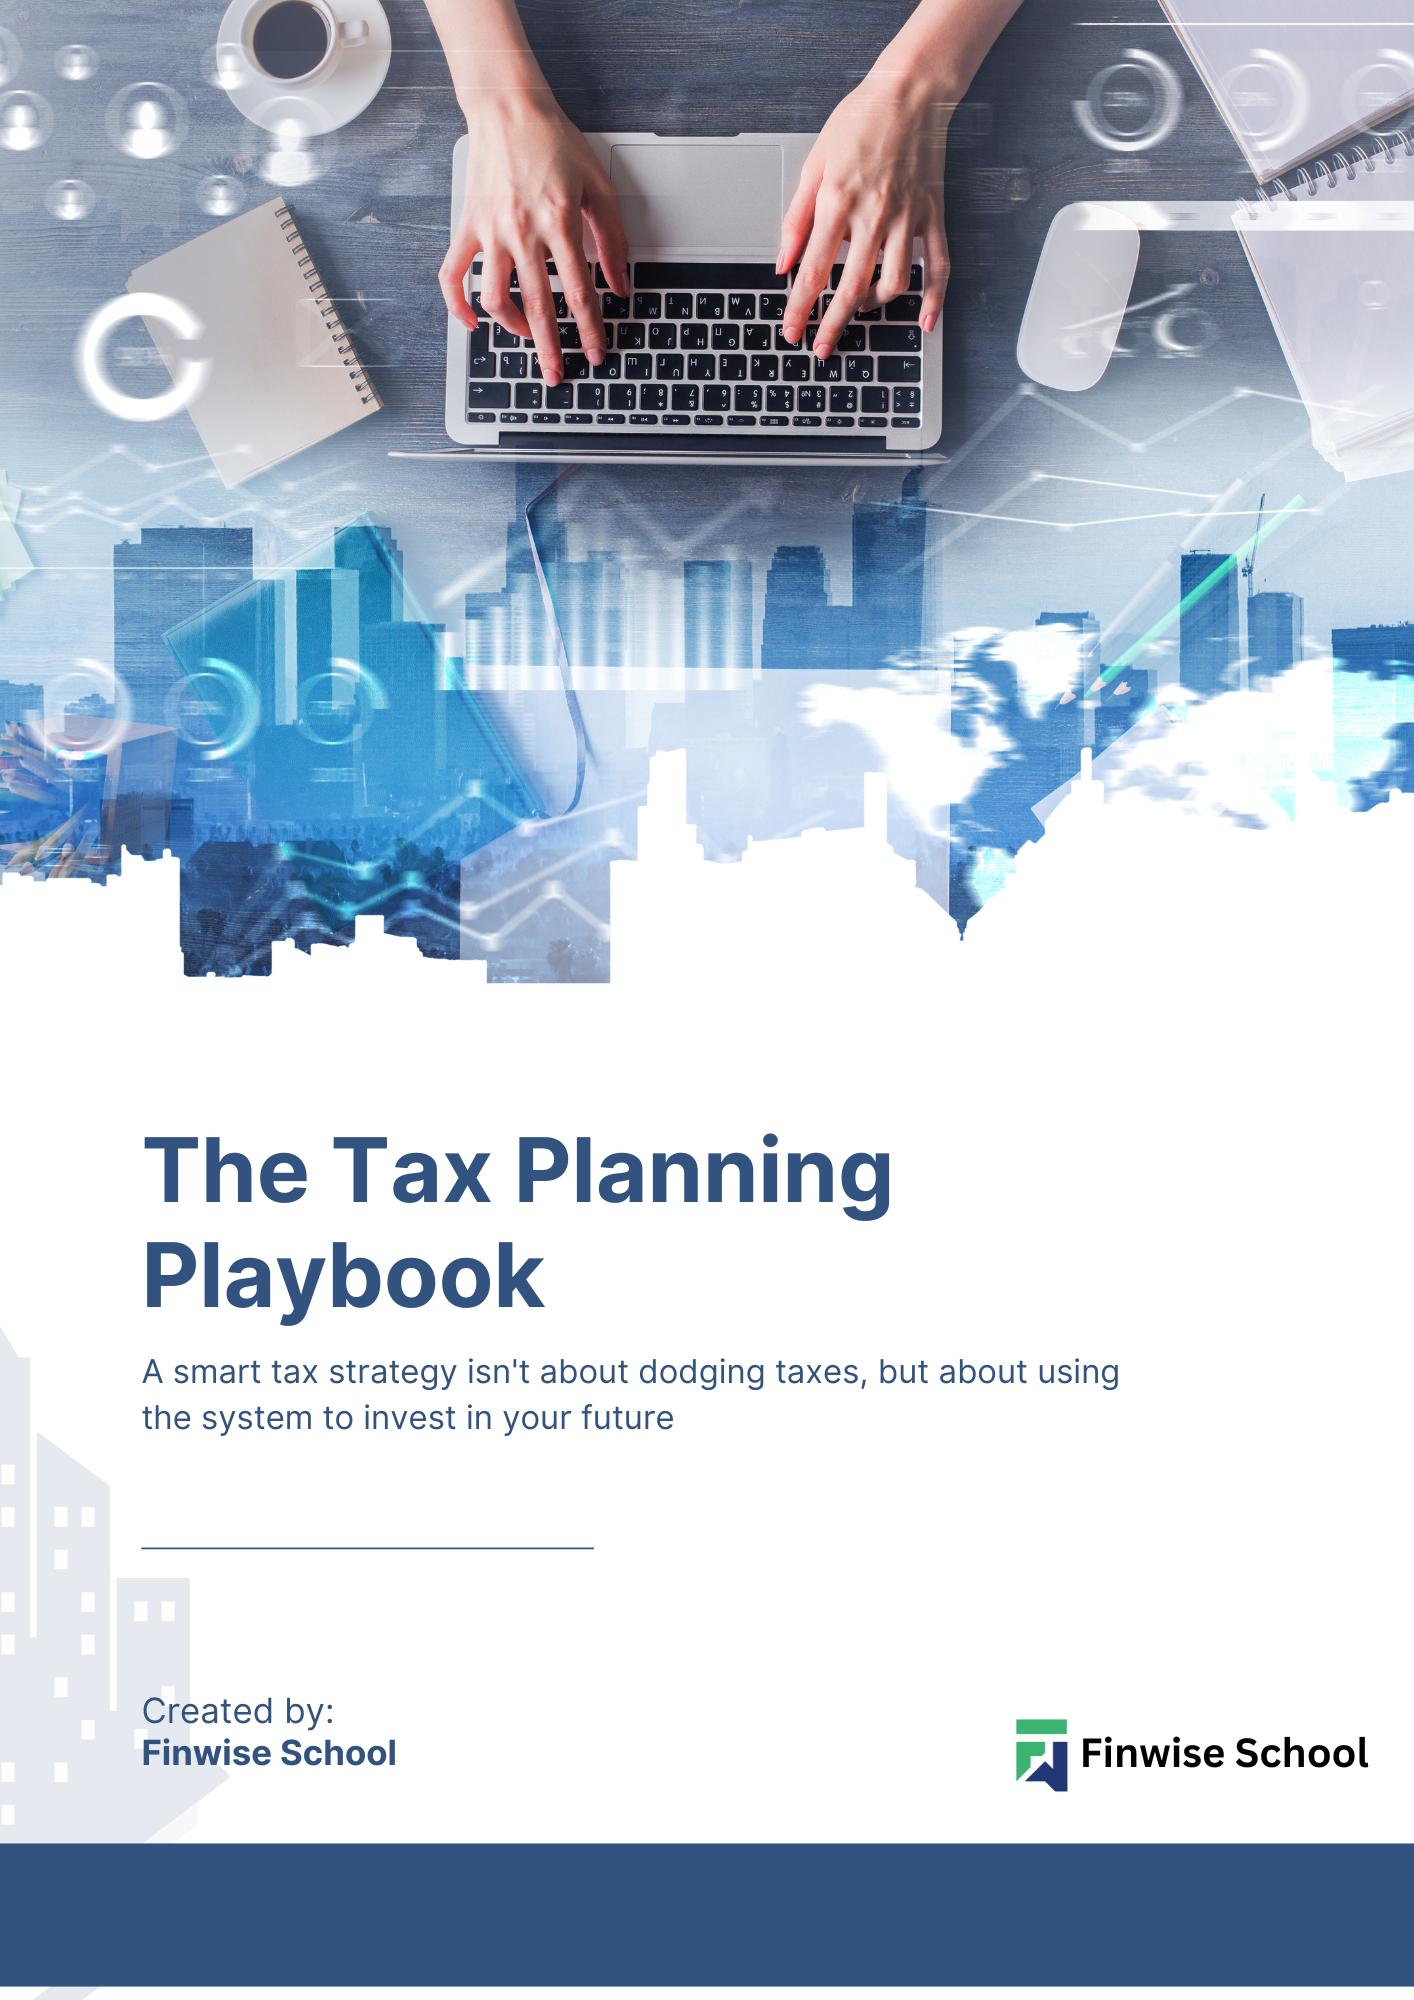 The Tax Planning
Playbook
A smart tax strategy isn't about dodging taxes, but about using
the system to invest in your future
Created by:
Finwise School
Finwise School